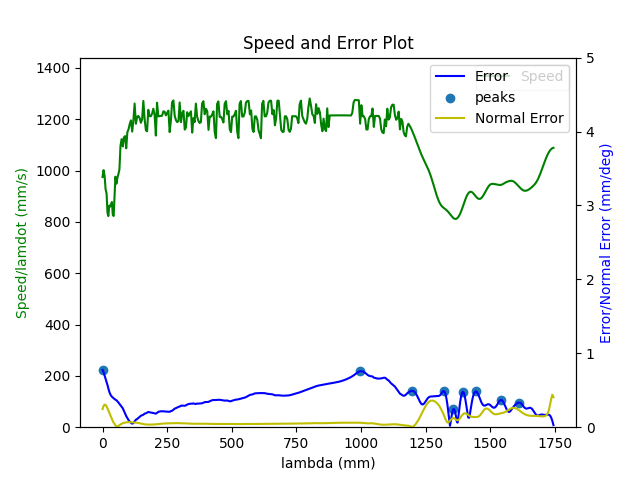 Speed and Error Plot
Speed/lamdot (mm/s)
1400
1200
1000
800
600
400
200
0
Error
Speed
peaks
Normal Error
5
4
3
2
1
0
Error/Normal Error (mm/deg)
0
250
500
750
1000
1250
1500
1750
lambda (mm)